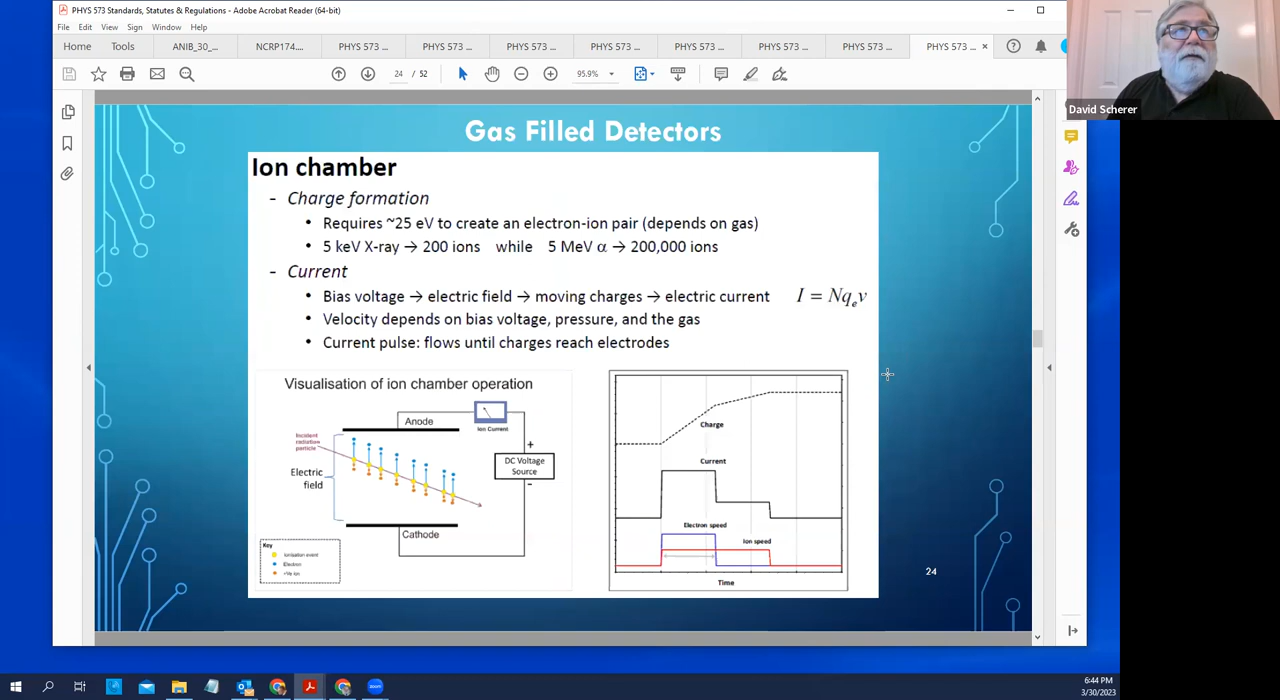 PHYS 573 Standards, Statutes & Regulations - Adobe Acrobat Reader (64-bit)
File Edit View Sign Window Help
Home Tools ANIB_30_... NCRP174.... PHYS 573 ... PHYS 573 ... PHYS 573 ... PHYS 573 ... PHYS 573 ... PHYS 573 ... PHYS 573 ... PHYS 573 ... ×
24 / 52 95.9%
David Scherer
Gas Filled Detectors
Ion chamber
- Charge formation
• Requires ~25 eV to create an electron-ion pair (depends on gas)
• 5 keV X-ray → 200 ions while 5 MeV α → 200,000 ions
- Current
• Bias voltage → electric field → moving charges → electric current I = Nqₑv
• Velocity depends on bias voltage, pressure, and the gas
• Current pulse: flows until charges reach electrodes
Visualisation of ion chamber operation
Anode
Ion Current
Incident
radiation
particle
+
DC Voltage
Source
-
Electric
field
Cathode
Key
Ionisation event
Electron
+Ve Ion
Charge
Current
Electron speed
Ion speed
Time
24
6:44 PM
3/30/2023